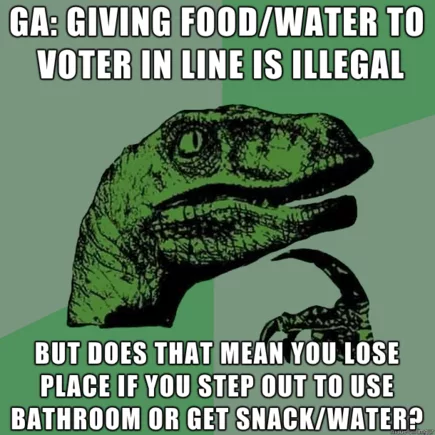 GA: GIVING FOOD/WATER TO
VOTER IN LINE IS ILLEGAL
BUT DOES THAT MEAN YOU LOSE
PLACE IF YOU STEP OUT TO USE
BATHROOM OR GET SNACK/WATER?